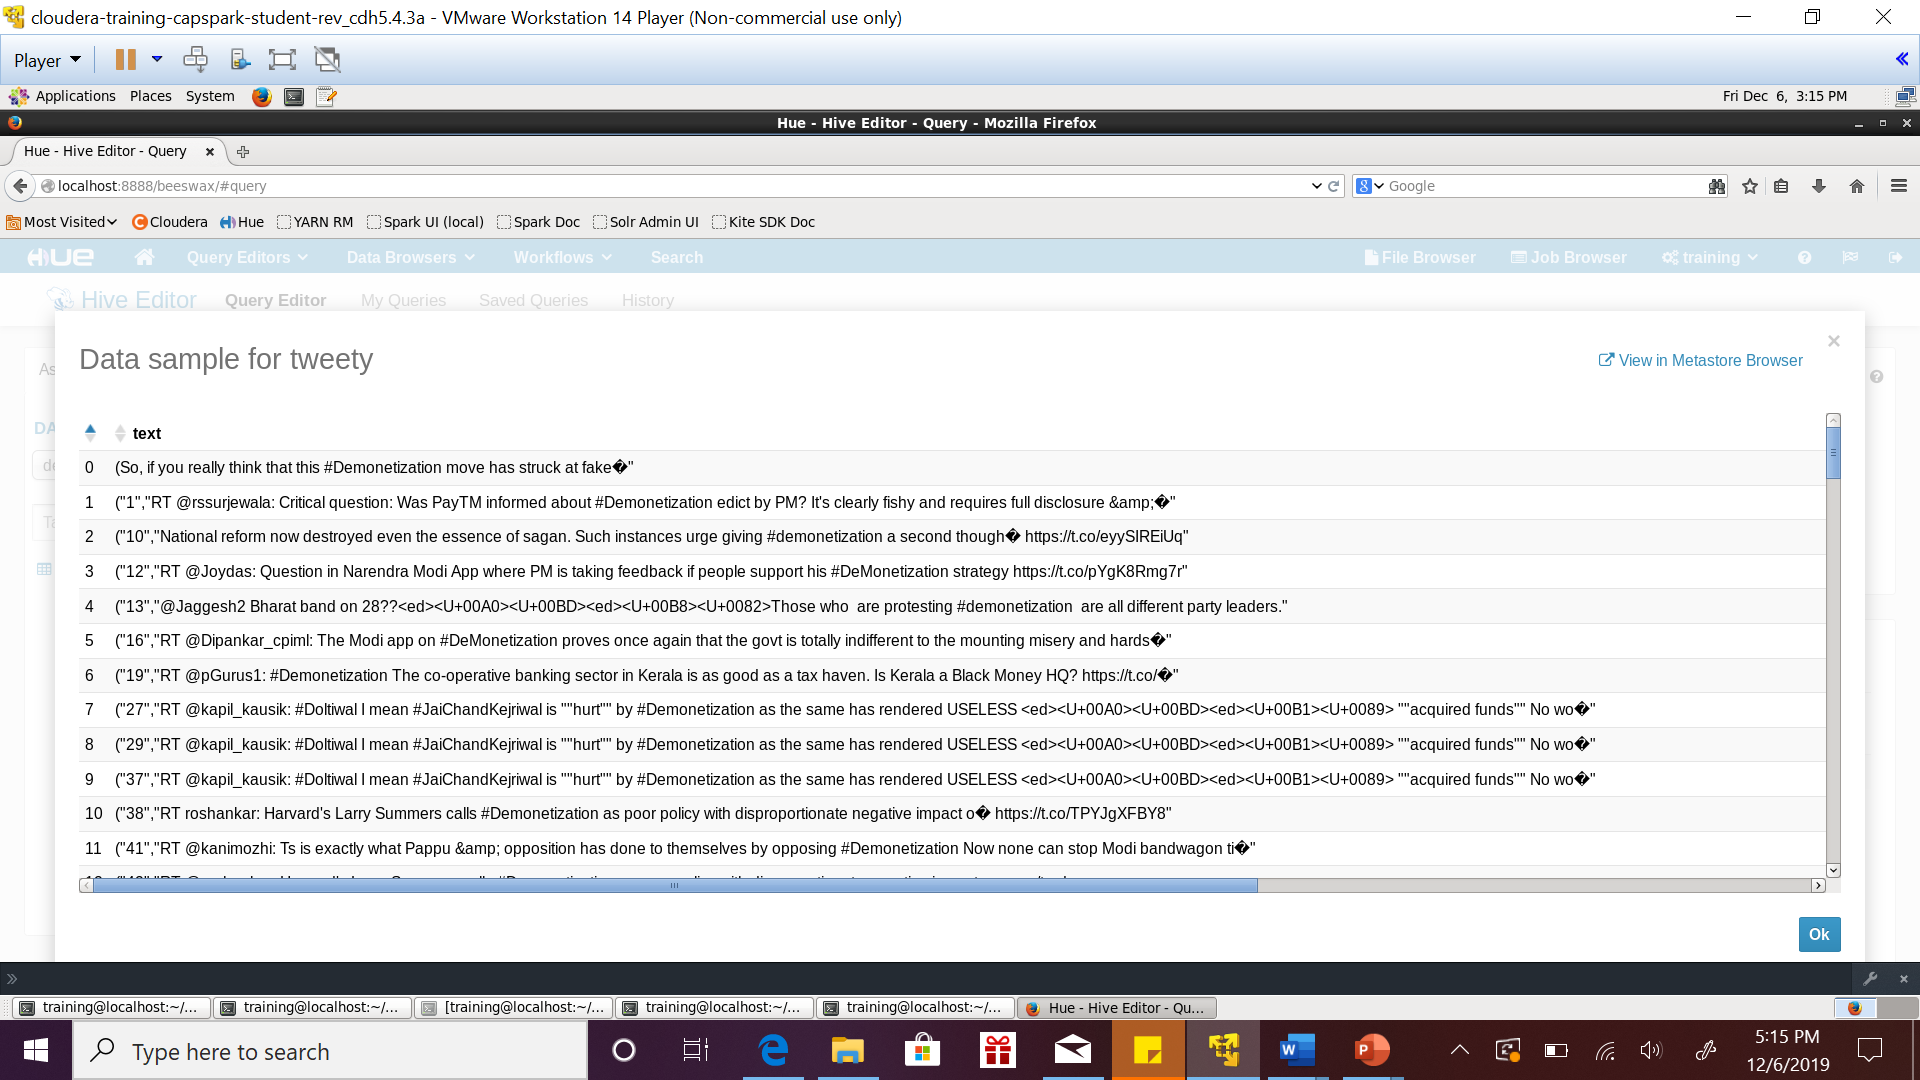 cloudera-training-capspark-student-rev_cdh5.4.3a - VMware Workstation 14 Player (Non-commercial use only)
Player
Applications Places System Fri Dec 6, 3:15 PM
Hue - Hive Editor - Query - Mozilla Firefox
Hue - Hive Editor - Query
localhost:8888/beeswax/#query Google
Most Visited Cloudera Hue YARN RM Spark UI (local) Spark Doc Solr Admin UI Kite SDK Doc
HUE Query Editors Data Browsers Workflows Search File Browser Job Browser training
Hive Editor Query Editor My Queries Saved Queries History
Data sample for tweety
View in Metastore Browser
As
DA
text
0 (So, if you really think that this #Demonetization move has struck at fake�"
1 ("1","RT @rssurjewala: Critical question: Was PayTM informed about #Demonetization edict by PM? It's clearly fishy and requires full disclosure &amp;�"
2 ("10","National reform now destroyed even the essence of sagan. Such instances urge giving #demonetization a second though� https://t.co/eyySIREiUq"
3 ("12","RT @Joydas: Question in Narendra Modi App where PM is taking feedback if people support his #DeMonetization strategy https://t.co/pYgK8Rmg7r"
4 ("13","@Jaggesh2 Bharat band on 28??<ed><U+00A0><U+00BD><ed><U+00B8><U+0082>Those who  are protesting #demonetization  are all different party leaders."
5 ("16","RT @Dipankar_cpiml: The Modi app on #DeMonetization proves once again that the govt is totally indifferent to the mounting misery and hards�"
6 ("19","RT @pGurus1: #Demonetization The co-operative banking sector in Kerala is as good as a tax haven. Is Kerala a Black Money HQ? https://t.co/�"
7 ("27","RT @kapil_kausik: #Doltiwal I mean #JaiChandKejriwal is ""hurt"" by #Demonetization as the same has rendered USELESS <ed><U+00A0><U+00BD><ed><U+00B1><U+0089> ""acquired funds"" No wo�"
8 ("29","RT @kapil_kausik: #Doltiwal I mean #JaiChandKejriwal is ""hurt"" by #Demonetization as the same has rendered USELESS <ed><U+00A0><U+00BD><ed><U+00B1><U+0089> ""acquired funds"" No wo�"
9 ("37","RT @kapil_kausik: #Doltiwal I mean #JaiChandKejriwal is ""hurt"" by #Demonetization as the same has rendered USELESS <ed><U+00A0><U+00BD><ed><U+00B1><U+0089> ""acquired funds"" No wo�"
10 ("38","RT roshankar: Harvard's Larry Summers calls #Demonetization as poor policy with disproportionate negative impact o� https://t.co/TPYJgXFBY8"
11 ("41","RT @kanimozhi: Ts is exactly what Pappu &amp; opposition has done to themselves by opposing #Demonetization Now none can stop Modi bandwagon ti�"
Ok
training@localhost:~/... training@localhost:~/... [training@localhost:~/... training@localhost:~/... training@localhost:~/... Hue - Hive Editor - Qu...
Type here to search
5:15 PM
12/6/2019